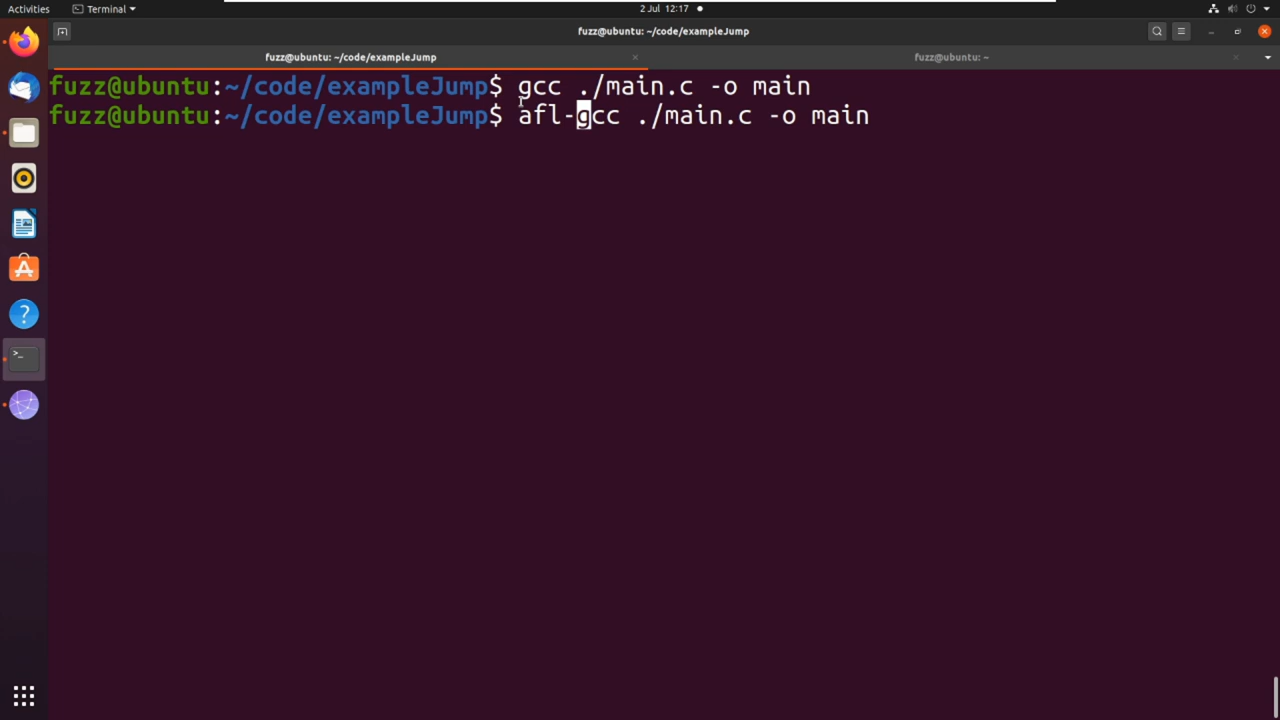 Activities
Terminal
2 Jul 12:17
fuzz@ubuntu: ~/code/exampleJump
fuzz@ubuntu: ~/code/exampleJump
fuzz@ubuntu: ~
fuzz@ubuntu:~/code/exampleJump$ gcc ./main.c -o main
fuzz@ubuntu:~/code/exampleJump$ afl-gcc ./main.c -o main